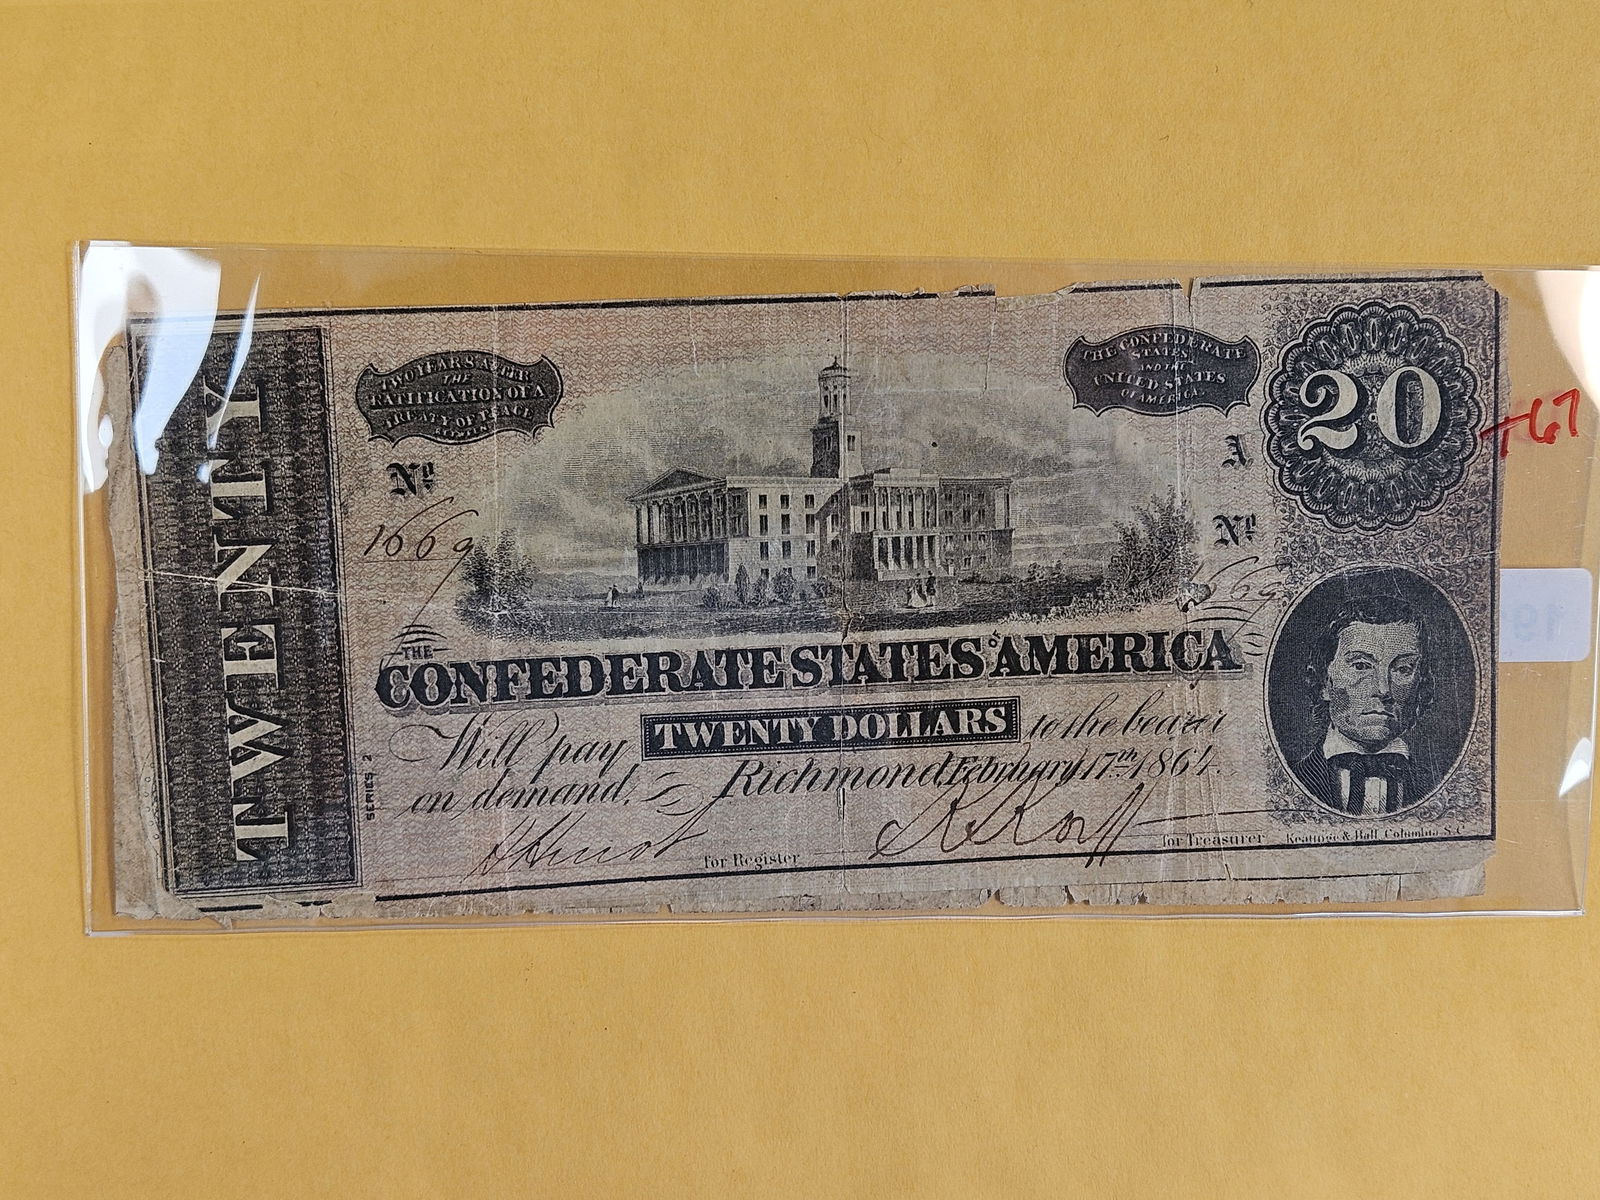 TWENTY
TWO YEARS AFTER
THE
RATIFICATION OF A
TREATY OF PEACE
BETWEEN
THE CONFEDERATE
STATES
AND THE
UNITED STATES
OF AMERICA
20
T67
Nº
A
1669
Nº
19
THE
CONFEDERATE STATES OF AMERICA
Will pay TWENTY DOLLARS to the bearer
on demand. Richmond, February 17th 1864.
SERIES 2
for Register
for Treasurer
Keatinge & Ball, Columbia S.C.